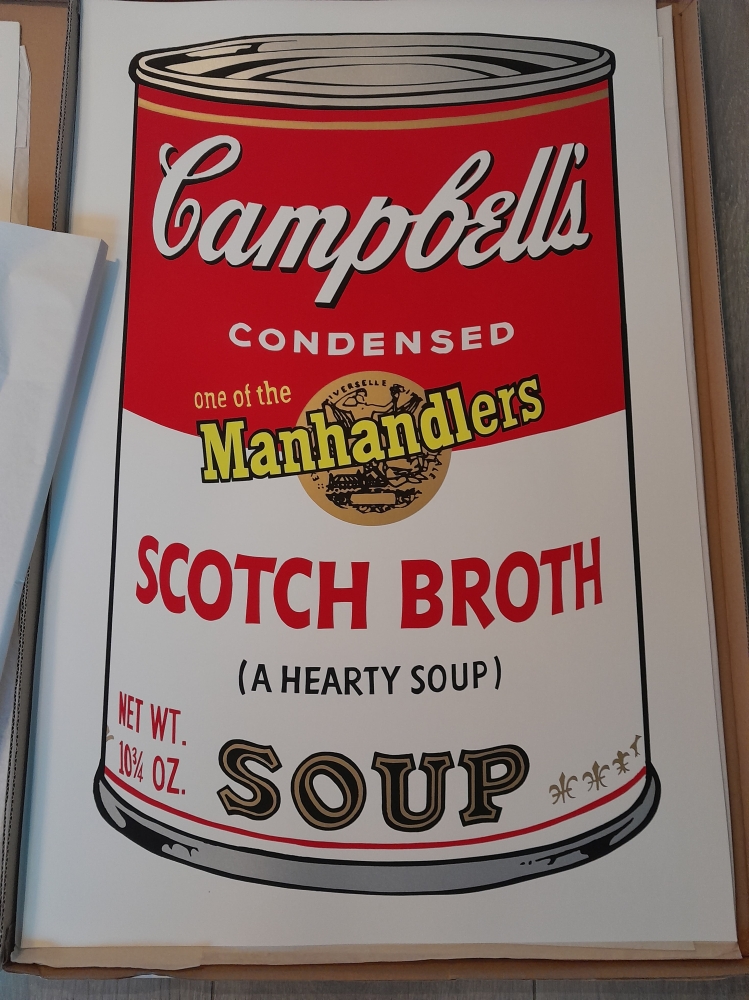 Campbell's
CONDENSED
one of the
Manhandlers
SCOTCH BROTH
(A HEARTY SOUP)
NET WT.
10¾ OZ.
SOUP